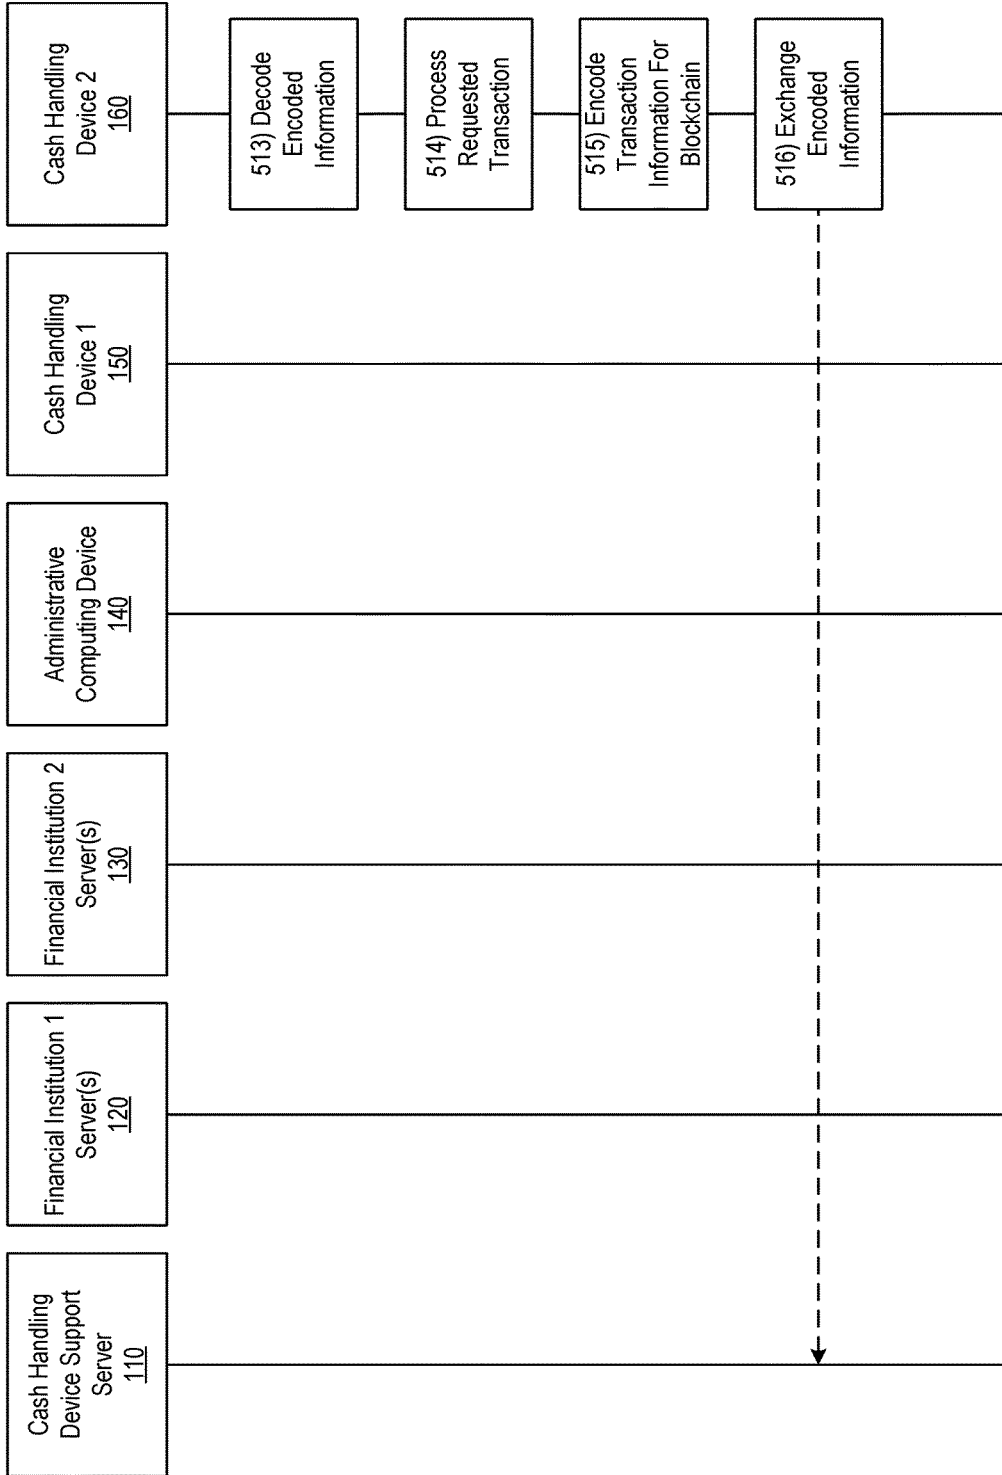 Cash Handling
Device Support
Server
110
Financial Institution 1
Server(s)
120
Financial Institution 2
Server(s)
130
Administrative
Computing Device
140
Cash Handling
Device 1
150
Cash Handling
Device 2
160
513) Decode
Encoded
Information
514) Process
Requested
Transaction
515) Encode
Transaction
Information For
Blockchain
516) Exchange
Encoded
Information